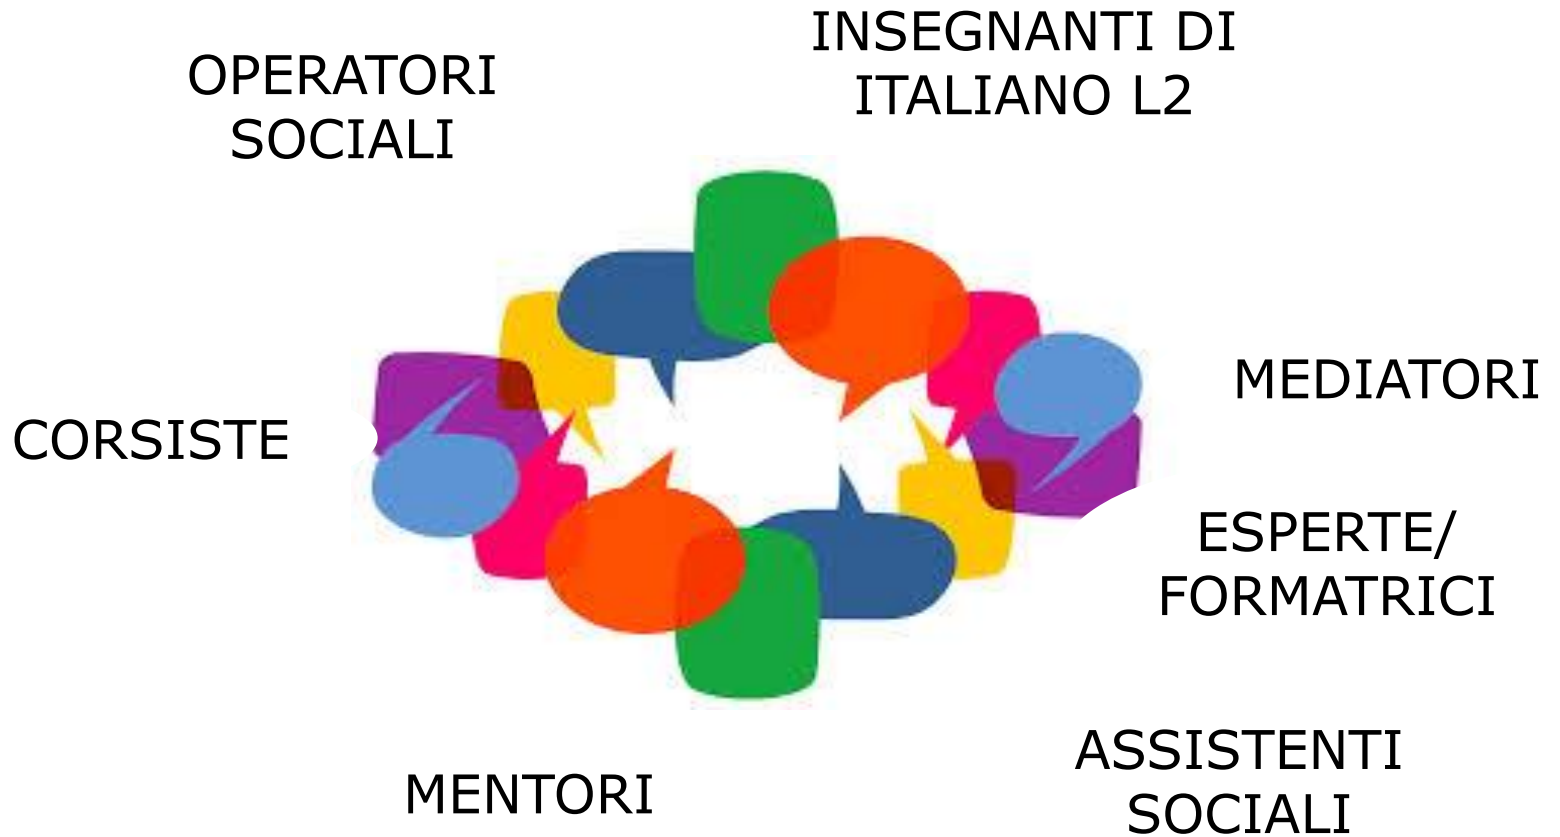 OPERATORI
SOCIALI
INSEGNANTI DI
ITALIANO L2
CORSISTE
MEDIATORI
ESPERTE/
FORMATRICI
MENTORI
ASSISTENTI
SOCIALI